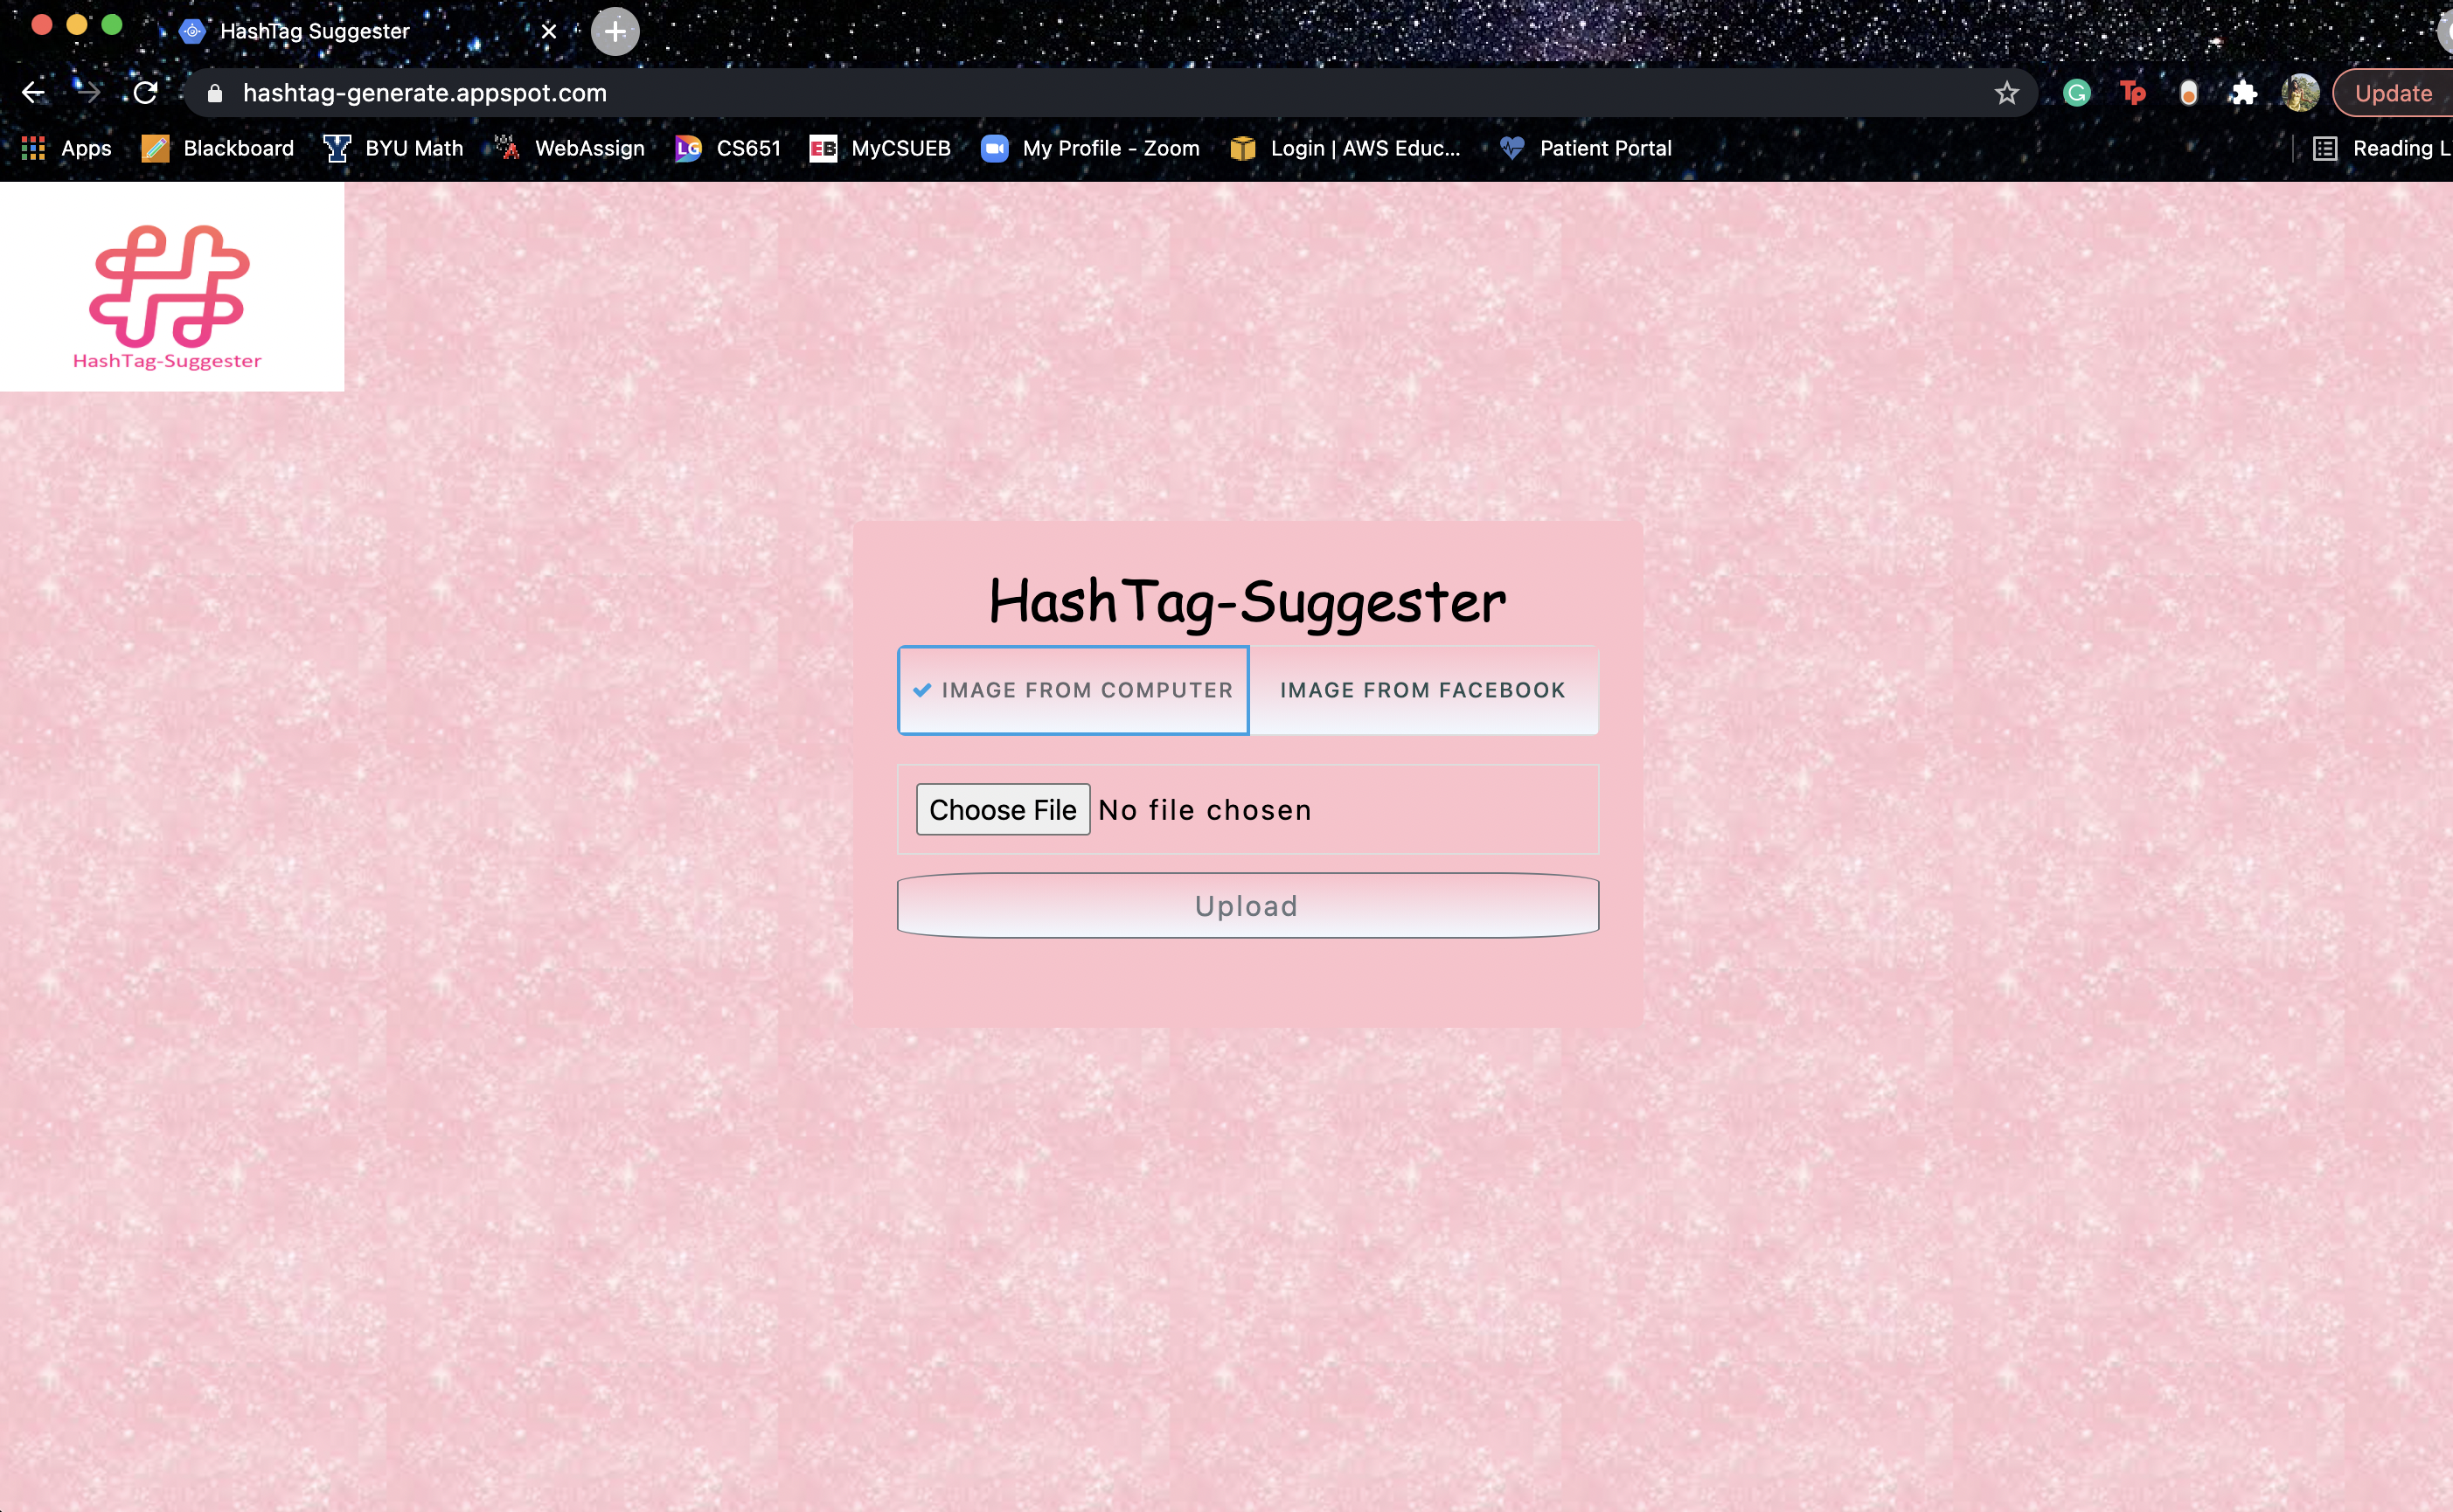 HashTag Suggester
hashtag-generate.appspot.com
Update
Apps
Blackboard
BYU Math
WebAssign
LG
CS651
EB
MyCSUEB
My Profile - Zoom
Login | AWS Educ...
Patient Portal
Reading L
HashTag-Suggester
HashTag-Suggester
IMAGE FROM COMPUTER
IMAGE FROM FACEBOOK
Choose File No file chosen
Upload